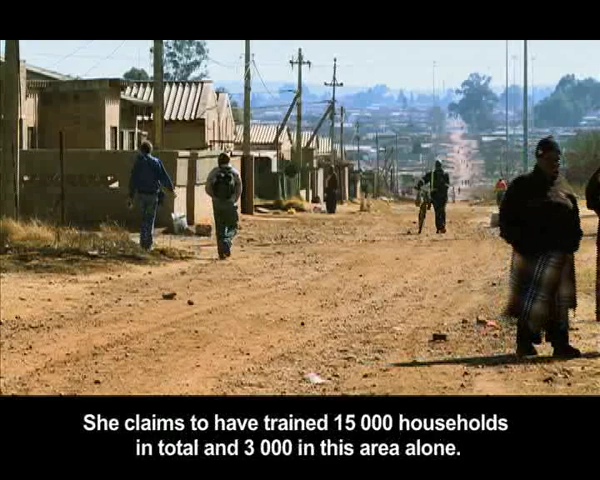 She claims to have trained 15 000 households
in total and 3 000 in this area alone.